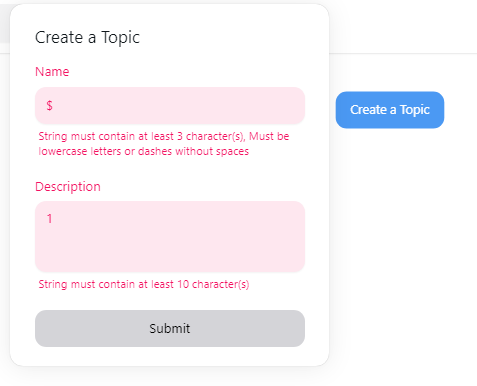 Create a Topic
Name
$
String must contain at least 3 character(s), Must be
lowercase letters or dashes without spaces
Description
1
String must contain at least 10 character(s)
Submit
Create a Topic